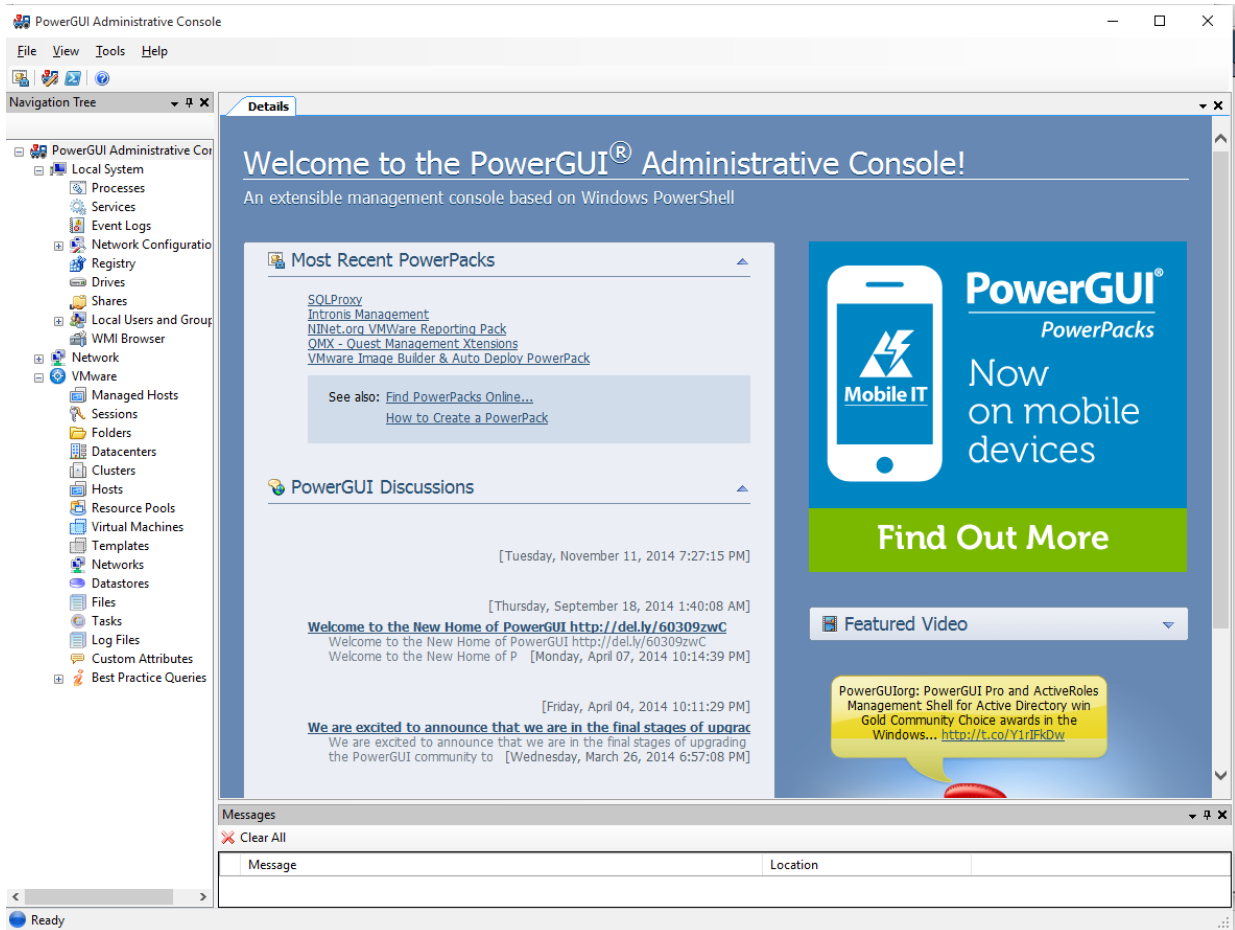 PowerGUI Administrative Console
File View Tools Help
Navigation Tree
PowerGUI Administrative Cor
Local System
Processes
Services
Event Logs
Network Configuratio
Registry
Drives
Shares
Local Users and Group
WMI Browser
Network
VMware
Managed Hosts
Sessions
Folders
Datacenters
Clusters
Hosts
Resource Pools
Virtual Machines
Templates
Networks
Datastores
Files
Tasks
Log Files
Custom Attributes
Best Practice Queries
Details
Welcome to the PowerGUI® Administrative Console!
An extensible management console based on Windows PowerShell
Most Recent PowerPacks
SQLProxy
Intronis Management
NINet.org VMWare Reporting Pack
QMX - Quest Management Xtensions
VMware Image Builder & Auto Deploy PowerPack
See also: Find PowerPacks Online...
How to Create a PowerPack
PowerGUI Discussions
[Tuesday, November 11, 2014 7:27:15 PM]
[Thursday, September 18, 2014 1:40:08 AM]
Welcome to the New Home of PowerGUI http://del.ly/60309zwC
Welcome to the New Home of PowerGUI http://del.ly/60309zwC
Welcome to the New Home of P [Monday, April 07, 2014 10:14:39 PM]
[Friday, April 04, 2014 10:11:29 PM]
We are excited to announce that we are in the final stages of upgrac
We are excited to announce that we are in the final stages of upgrading
the PowerGUI community to [Wednesday, March 26, 2014 6:57:08 PM]
Mobile IT
PowerGUI®
PowerPacks
Now
on mobile
devices
Find Out More
Featured Video
PowerGUIorg: PowerGUI Pro and ActiveRoles
Management Shell for Active Directory win
Gold Community Choice awards in the
Windows... http://t.co/Y1rIFkDw
Messages
Clear All
Message Location
Ready